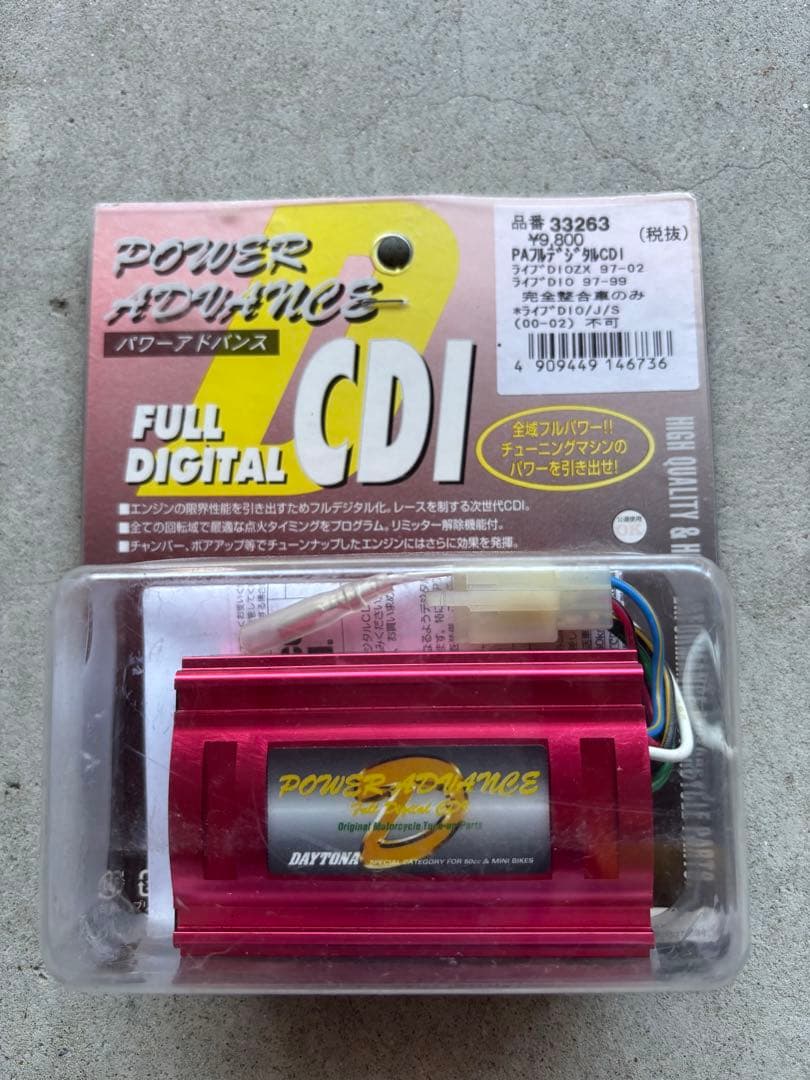 POWER
ADVANCE
パワーアドバンス
品番 33263
¥9,800 (税抜)
PAフルデジタルCDI
ライブDIOZX 97-02
ライブDIO 97-99
完全整合車のみ
*ライブDIO/J/S
(00-02) 不可
4 909449 146736
FULL
DIGITAL
CDI
全域フルパワー!!
チューニングマシンの
パワーを引き出せ!
■エンジンの限界性能を引き出すためフルデジタル化。レースを制する次世代CDI。
■全ての回転域で最適な点火タイミングをプログラム。リミッター解除機能付。
■チャンバー、ボアアップ等でチューンナップしたエンジンにはさらに効果を発揮。
公道使用
OK
HIGH QUALITY &
POWER ADVANCE
Full Digital CDI
Original Motorcycle Tune-up Parts
DAYTONA
SPECIAL CATEGORY FOR 50cc & MINI BIKES